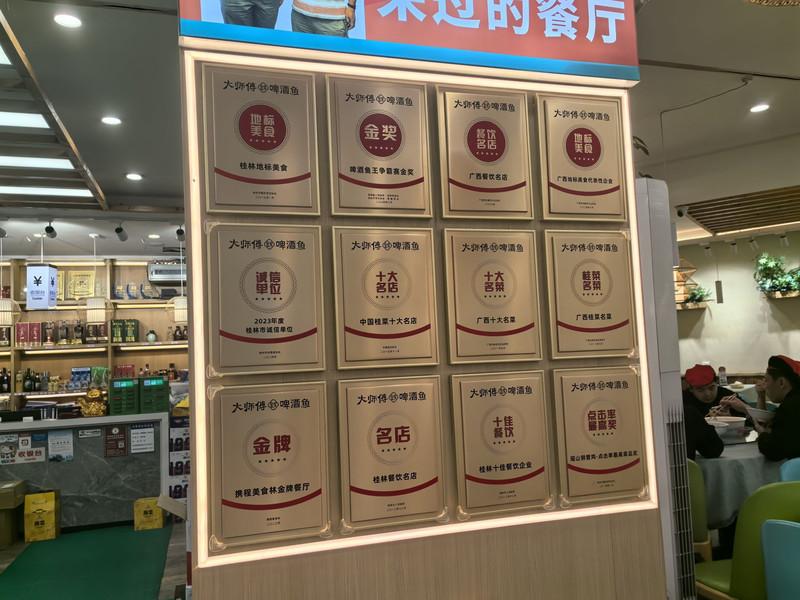 来过的餐厅
大师傅啤酒鱼
地标
美食
桂林地标美食
大师傅啤酒鱼
金奖
啤酒鱼王争霸赛金奖
大师傅啤酒鱼
餐饮
名店
广西餐饮名店
大师傅啤酒鱼
地标
美食
广西地标美食代表性企业
大师傅啤酒鱼
诚信
单位
2023年度
桂林市诚信单位
大师傅啤酒鱼
十大
名店
中国桂菜十大名店
大师傅啤酒鱼
十大
名菜
广西十大名菜
大师傅啤酒鱼
桂菜
名菜
广西桂菜名菜
大师傅啤酒鱼
金牌
携程美食林金牌餐厅
大师傅啤酒鱼
名店
桂林餐饮名店
大师傅啤酒鱼
十佳
餐饮
桂林十佳餐饮企业
大师傅啤酒鱼
点击率
最高奖
¥
收银台